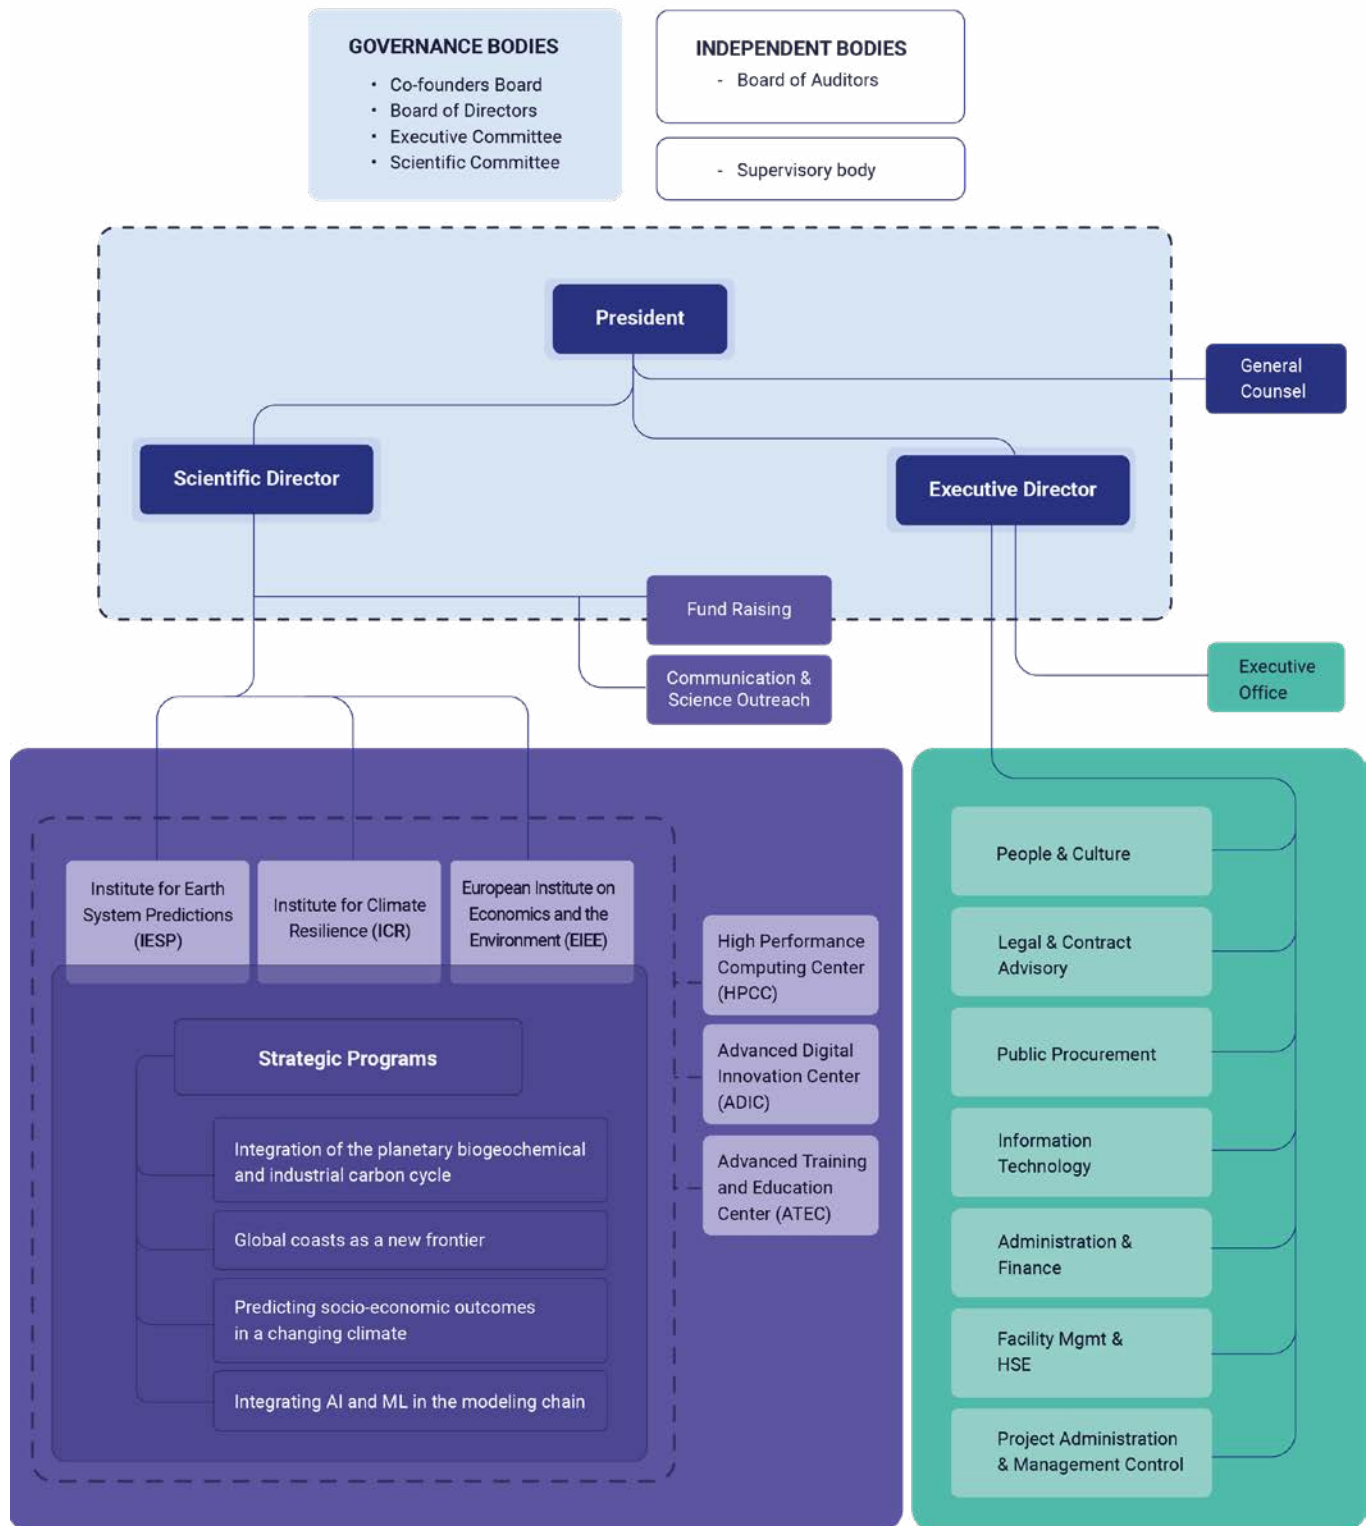 GOVERNANCE BODIES
• Co-founders Board
• Board of Directors
• Executive Committee
• Scientific Committee
INDEPENDENT BODIES
- Board of Auditors
- Supervisory body
President
General
Counsel
Scientific Director
Executive Director
Fund Raising
Communication &
Science Outreach
Executive
Office
Institute for Earth
System Predictions
(IESP)
Institute for Climate
Resilience (ICR)
European Institute on
Economics and the
Environment (EIEE)
Strategic Programs
Integration of the planetary biogeochemical
and industrial carbon cycle
Global coasts as a new frontier
Predicting socio-economic outcomes
in a changing climate
Integrating AI and ML in the modeling chain
High Performance
Computing Center
(HPCC)
Advanced Digital
Innovation Center
(ADIC)
Advanced Training
and Education
Center (ATEC)
People & Culture
Legal & Contract
Advisory
Public Procurement
Information
Technology
Administration &
Finance
Facility Mgmt &
HSE
Project Administration
& Management Control